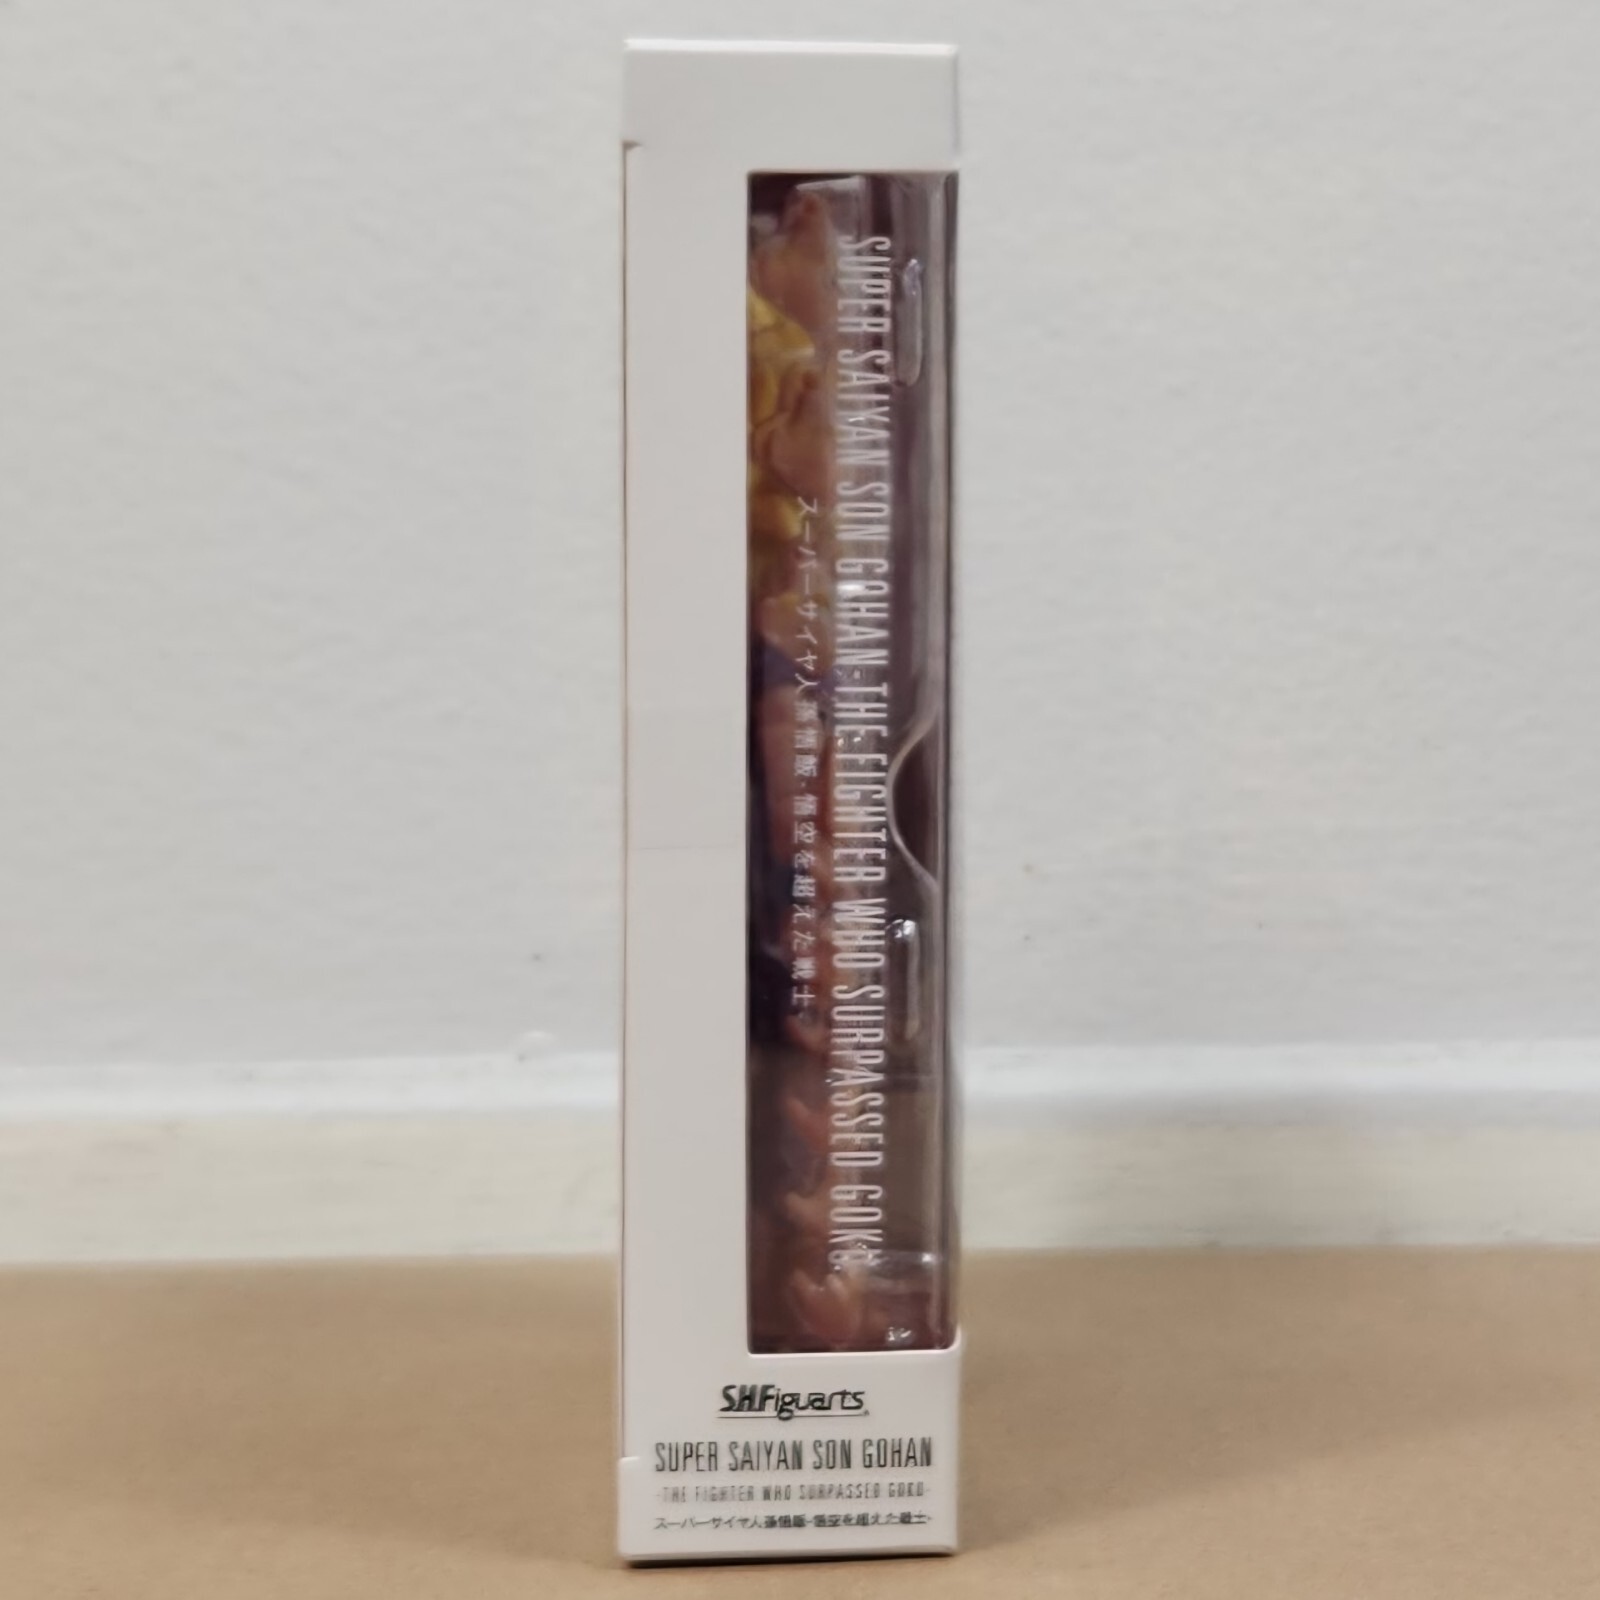 SUPER SAIYAN SON GOHAN-THE FIGHTER WHO SURPASSED GOKU-
スーパーサイヤ人孫悟飯-悟空を超えた戦士-
S.H.Figuarts
SUPER SAIYAN SON GOHAN
-THE FIGHTER WHO SURPASSED GOKU-
スーパーサイヤ人孫悟飯-悟空を超えた戦士-